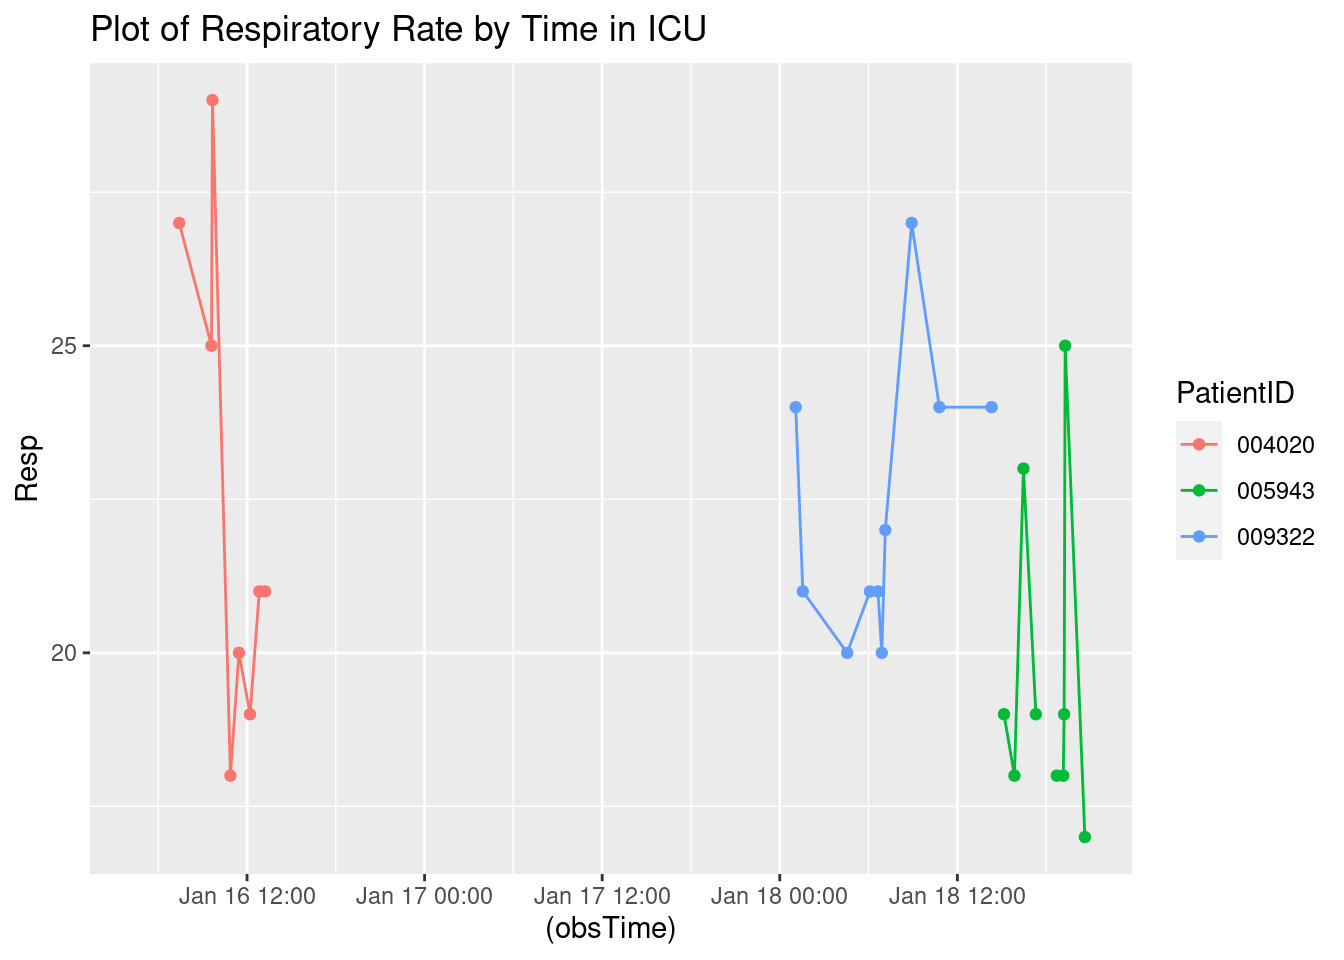 Plot of Respiratory Rate by Time in ICU
Resp
25
20
Jan 16 12:00
Jan 17 00:00
Jan 17 12:00
Jan 18 00:00
Jan 18 12:00
(obsTime)
PatientID
004020
005943
009322